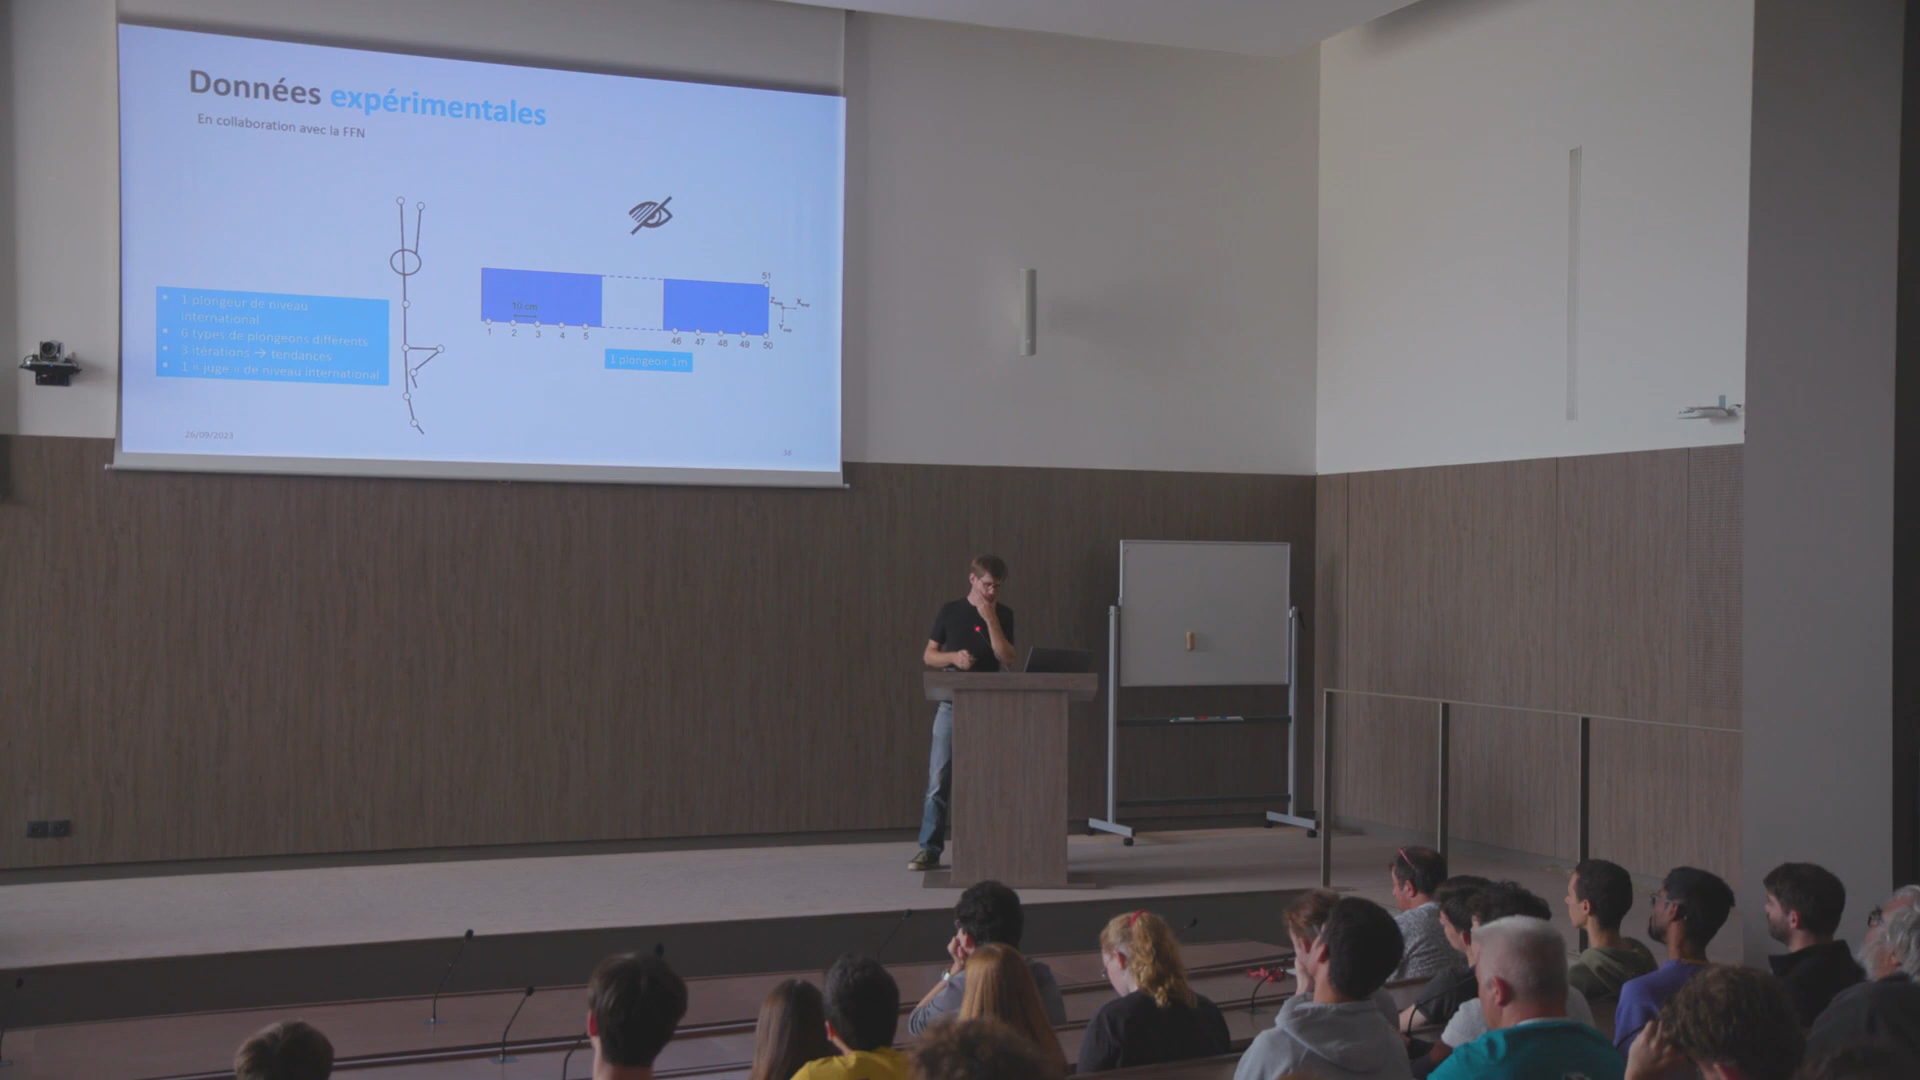 Données expérimentales
En collaboration avec la FFN
1 plongeur de niveau
international
6 types de plongeons différents
3 itérations → tendances
1 « juge » de niveau international
10 cm
1 2 3 4 5
46 47 48 49 50
51
1 plongeoir 1m
26/09/2023